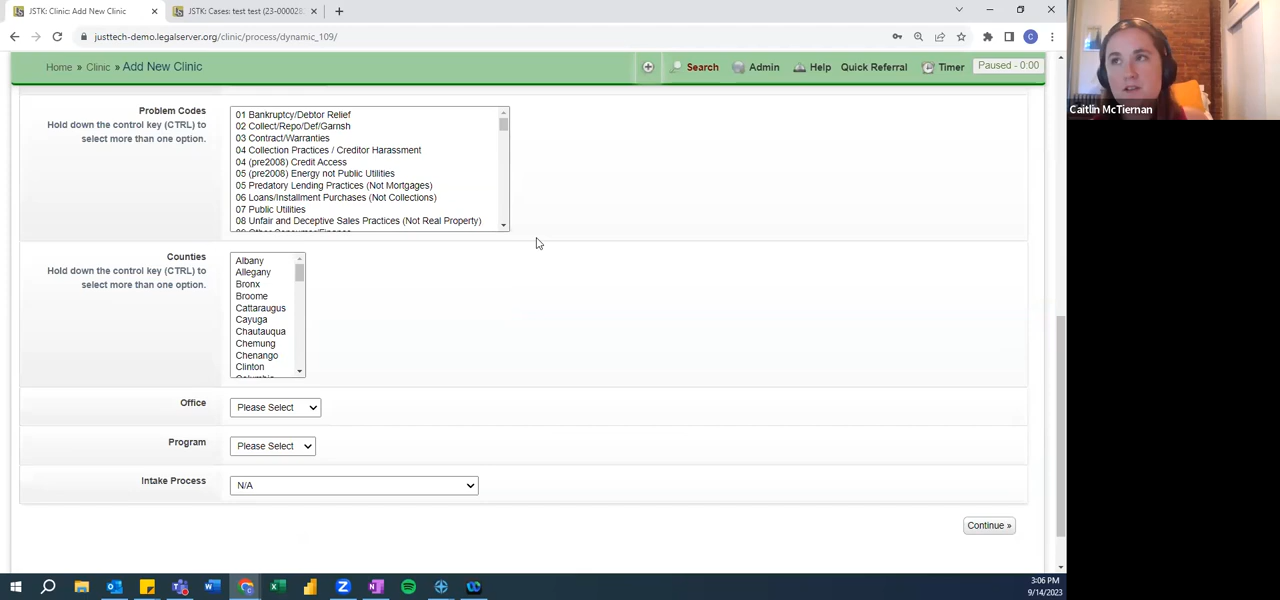 JSTK: Clinic: Add New Clinic
JSTK: Cases: test test (23-0000028
justtech-demo.legalserver.org/clinic/process/dynamic_109/
C
Home » Clinic » Add New Clinic
Search
Admin
Help
Quick Referral
Timer
Paused - 0:00
Caitlin McTiernan
Problem Codes
Hold down the control key (CTRL) to
select more than one option.
01 Bankruptcy/Debtor Relief
02 Collect/Repo/Def/Garnsh
03 Contract/Warranties
04 Collection Practices / Creditor Harassment
04 (pre2008) Credit Access
05 (pre2008) Energy not Public Utilities
05 Predatory Lending Practices (Not Mortgages)
06 Loans/Installment Purchases (Not Collections)
07 Public Utilities
08 Unfair and Deceptive Sales Practices (Not Real Property)
09 Other Consumer/Finance
Counties
Hold down the control key (CTRL) to
select more than one option.
Albany
Allegany
Bronx
Broome
Cattaraugus
Cayuga
Chautauqua
Chemung
Chenango
Clinton
Columbia
Office
Please Select
Program
Please Select
Intake Process
N/A
Continue »
3:06 PM
9/14/2023